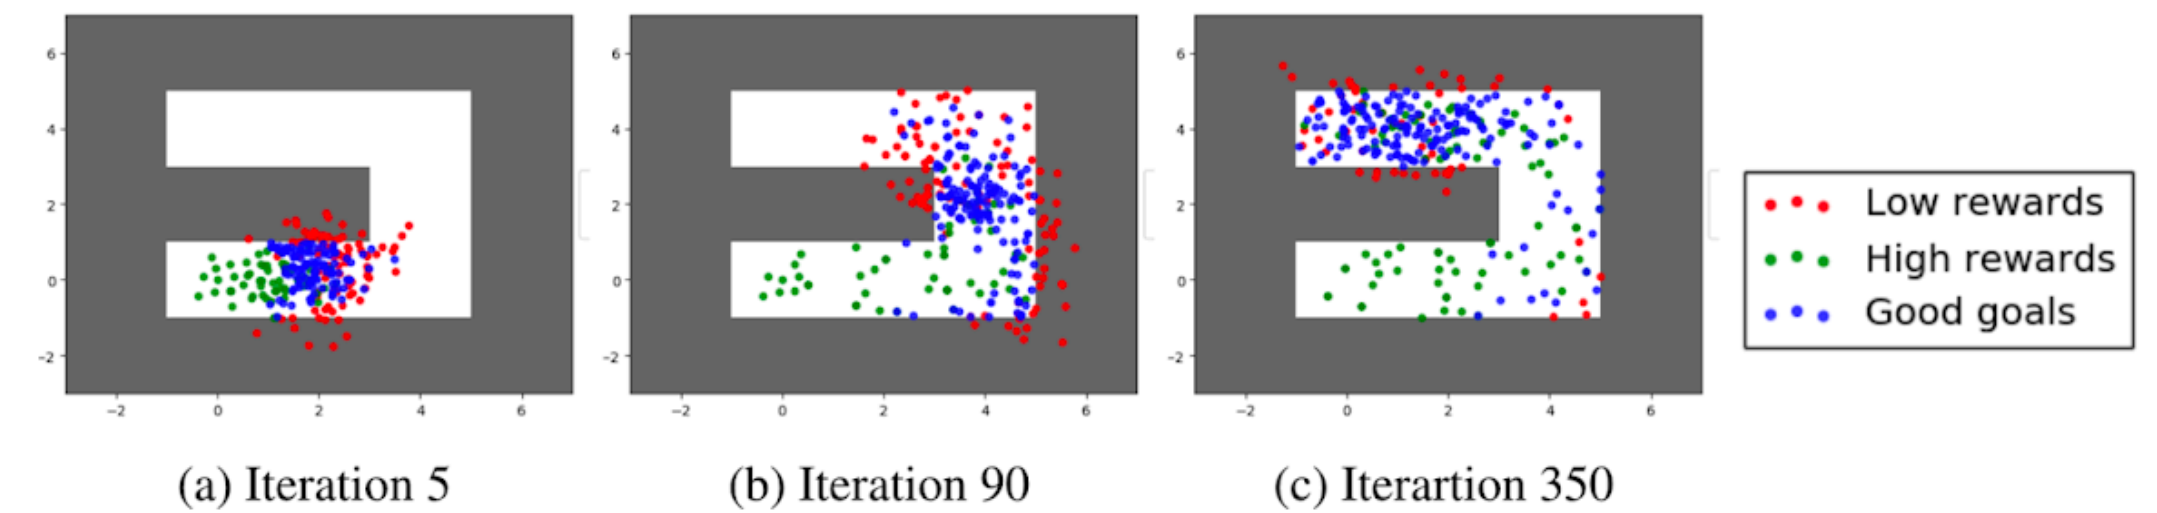 6
4
2
0
−2
−2 0 2 4 6
6
4
2
0
−2
−2 0 2 4 6
6
4
2
0
−2
−2 0 2 4 6
Low rewards
High rewards
Good goals
(a) Iteration 5
(b) Iteration 90
(c) Iterartion 350